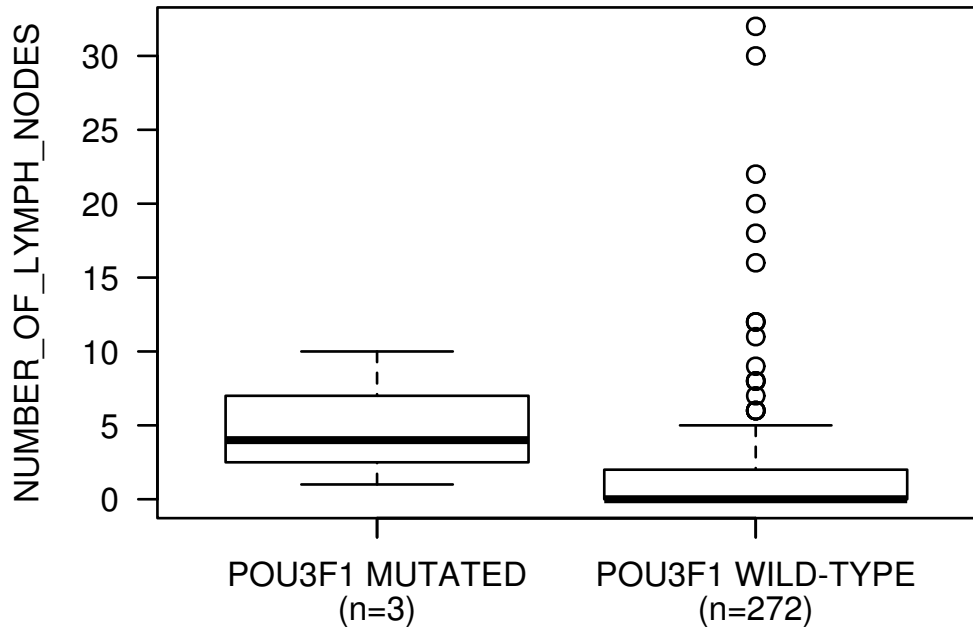 NUMBER_OF_LYMPH_NODES
30
25
20
15
10
5
0
POU3F1 MUTATED
(n=3)
POU3F1 WILD-TYPE
(n=272)